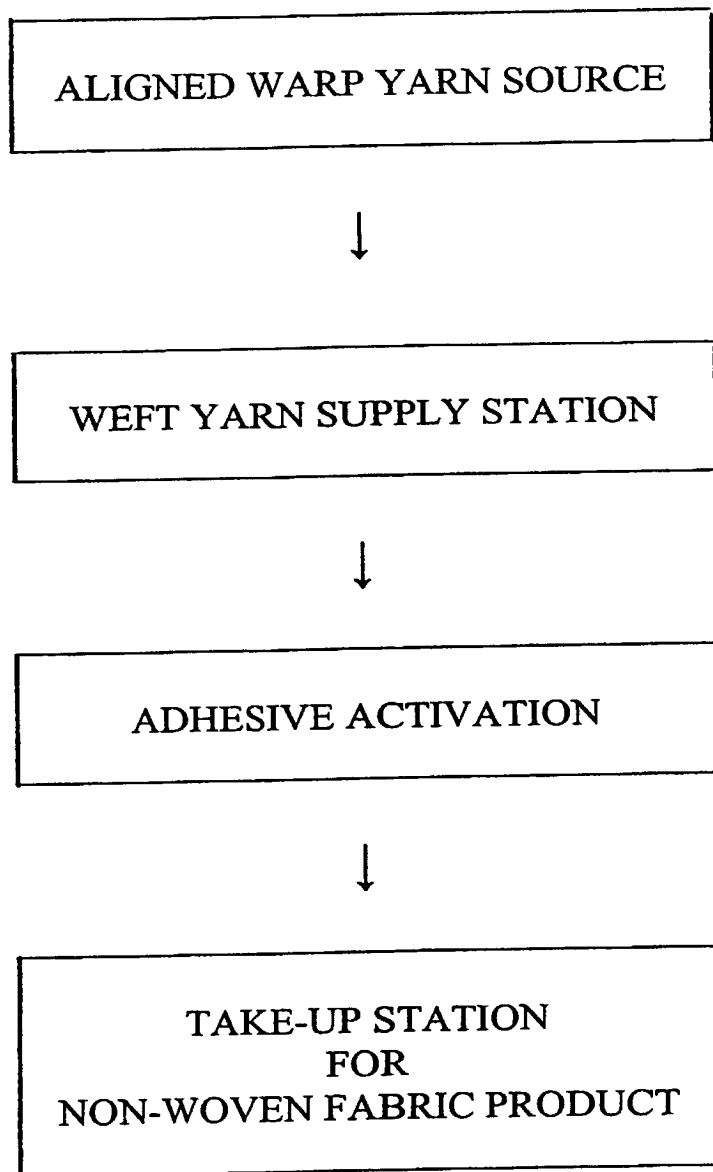 ALIGNED WARP YARN SOURCE
↓
WEFT YARN SUPPLY STATION
↓
ADHESIVE ACTIVATION
↓
TAKE-UP STATION
FOR
NON-WOVEN FABRIC PRODUCT